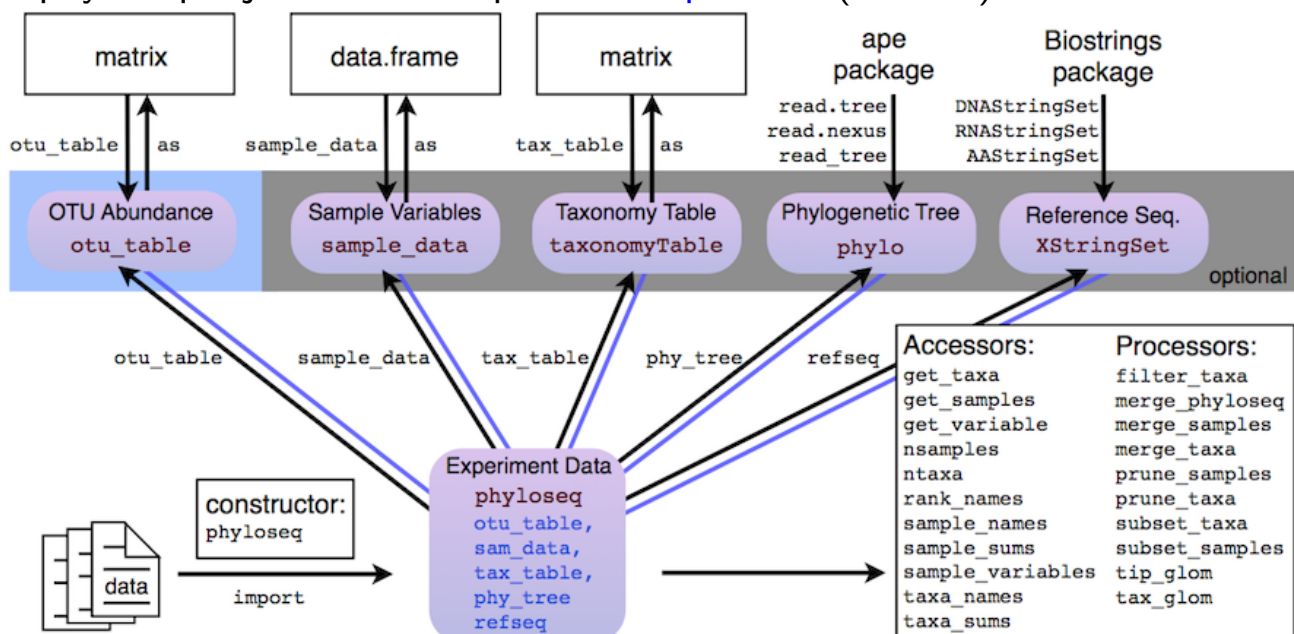 matrix
data.frame
matrix
ape
package
Biostrings
package
read.tree
read.nexus
read_tree
DNAStringSet
RNAStringSet
AAStringSet
otu_table
as
sample_data
as
tax_table
as
OTU Abundance
otu_table
Sample Variables
sample_data
Taxonomy Table
taxonomyTable
Phylogenetic Tree
phylo
Reference Seq.
XStringSet
optional
otu_table
sample_data
tax_table
phy_tree
refseq
Experiment Data
phyloseq
otu_table,
sam_data,
tax_table,
phy_tree
refseq
constructor:
phyloseq
data
import
Accessors:
get_taxa
get_samples
get_variable
nsamples
ntaxa
rank_names
sample_names
sample_sums
sample_variables
taxa_names
taxa_sums
Processors:
filter_taxa
merge_phyloseq
merge_samples
merge_taxa
prune_samples
prune_taxa
subset_taxa
subset_samples
tip_glom
tax_glom